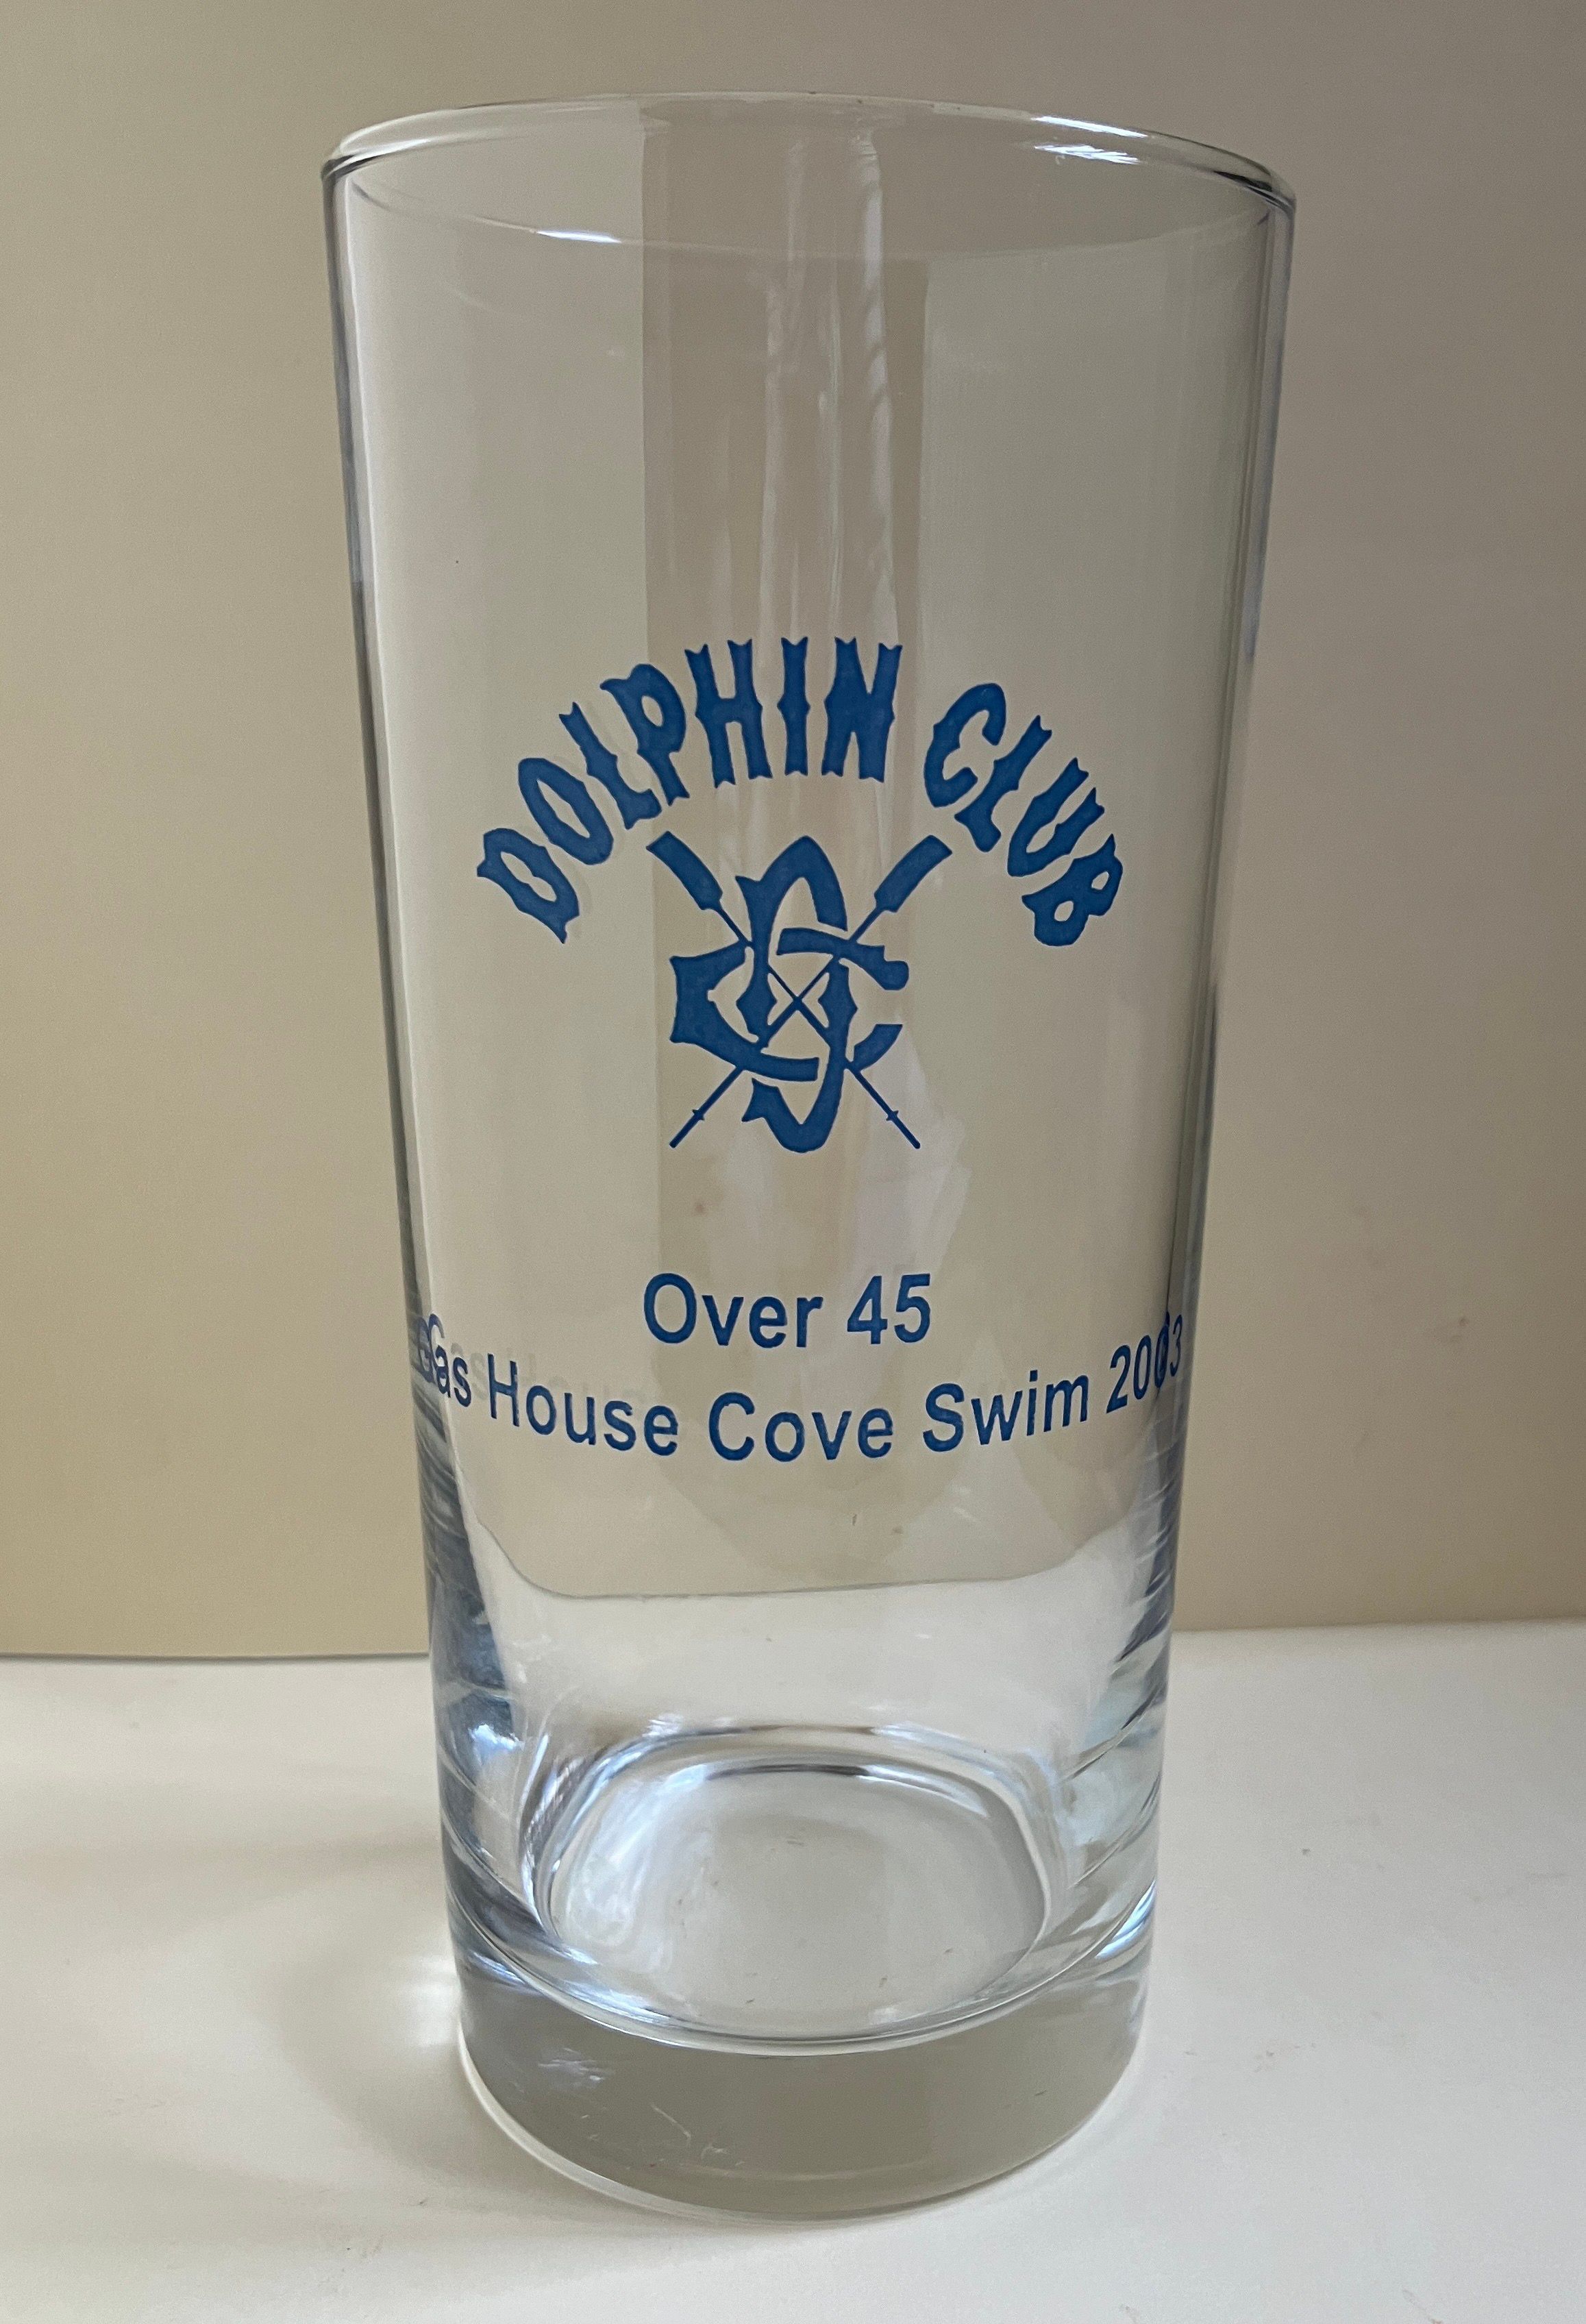 DOLPHIN CLUB
Over 45
Gas House Cove Swim 2003